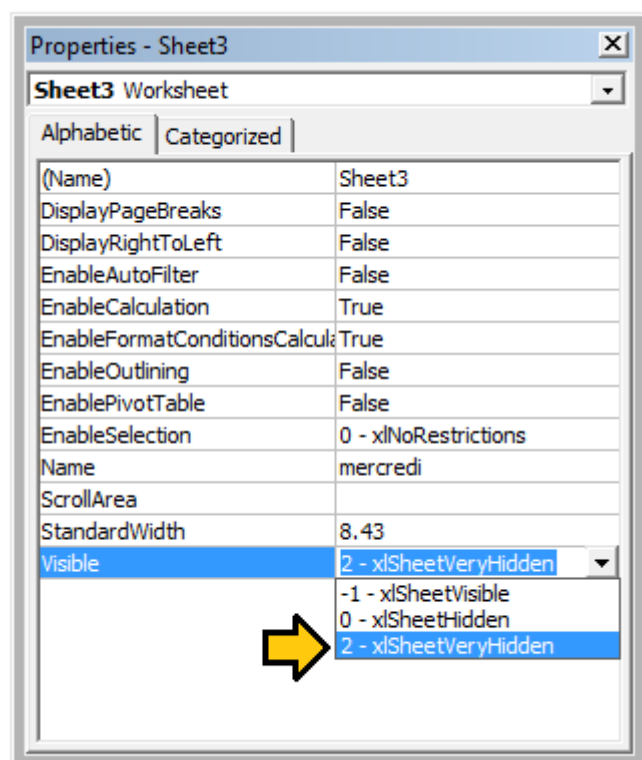 Properties - Sheet3
Sheet3 Worksheet
Alphabetic Categorized
(Name) Sheet3
DisplayPageBreaks False
DisplayRightToLeft False
EnableAutoFilter False
EnableCalculation True
EnableFormatConditionsCalcula True
EnableOutlining False
EnablePivotTable False
EnableSelection 0 - xlNoRestrictions
Name mercredi
ScrollArea
StandardWidth 8.43
Visible 2 - xlSheetVeryHidden
-1 - xlSheetVisible
0 - xlSheetHidden
2 - xlSheetVeryHidden